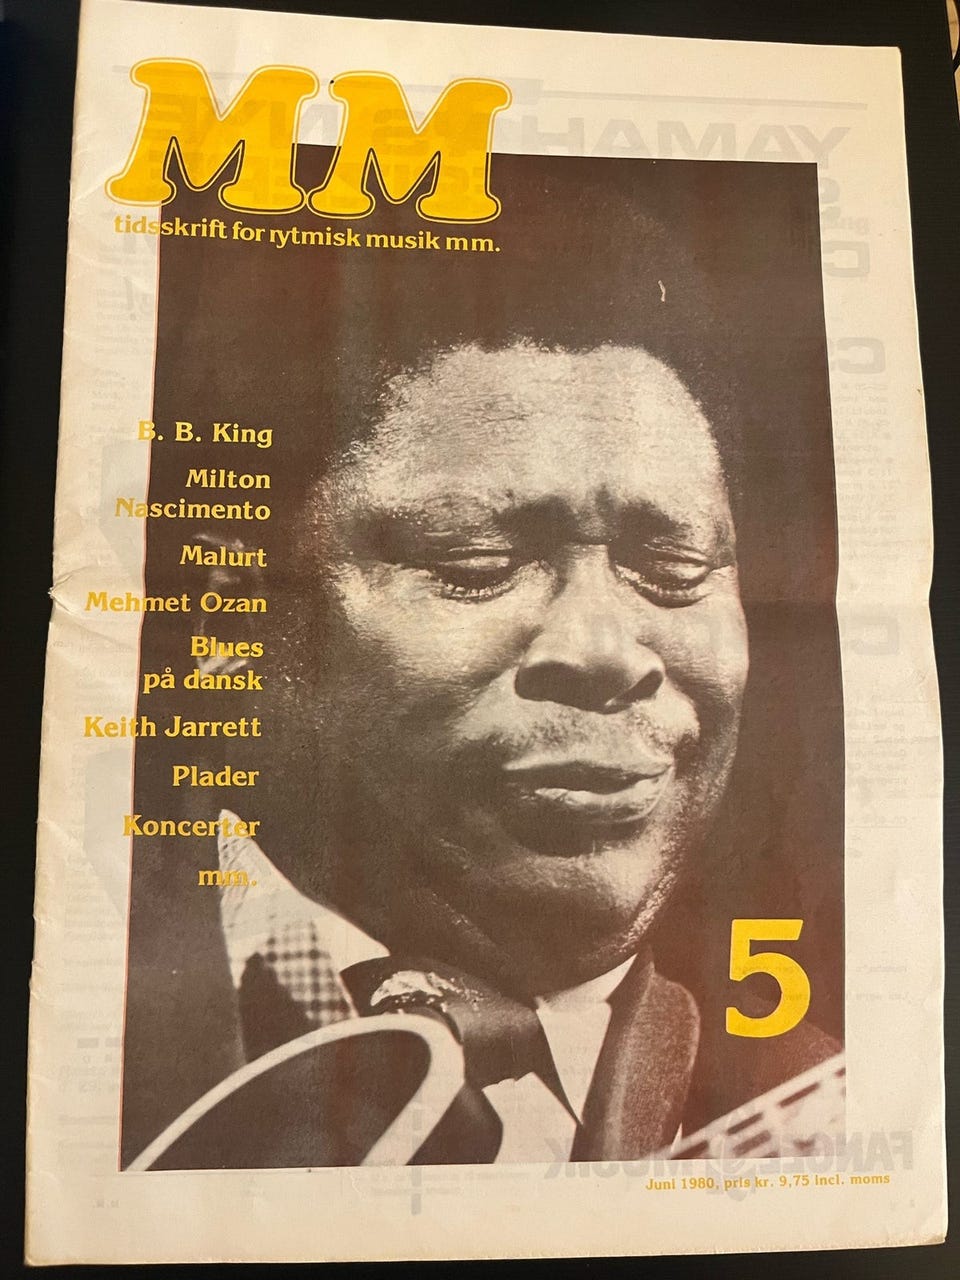 MM
tidsskrift for rytmisk musik mm.
B. B. King
Milton
Nascimento
Malurt
Mehmet Ozan
Blues
på dansk
Keith Jarrett
Plader
Koncerter
mm.
5
Juni 1980, pris kr. 9,75 incl. moms